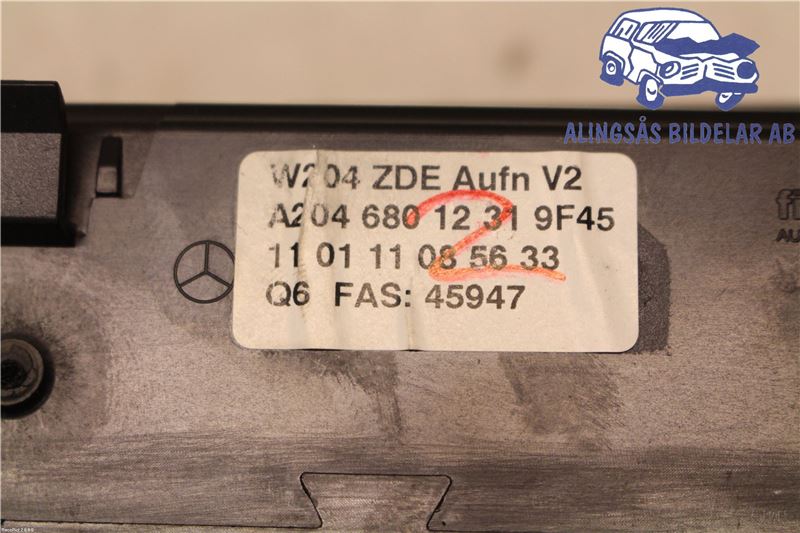 ALINGSÅS BILDELAR AB
W204 ZDE Aufn V2
A204 680 12 31 9F45
11 01 11 08 56 33
2
Q6 FAS: 45947